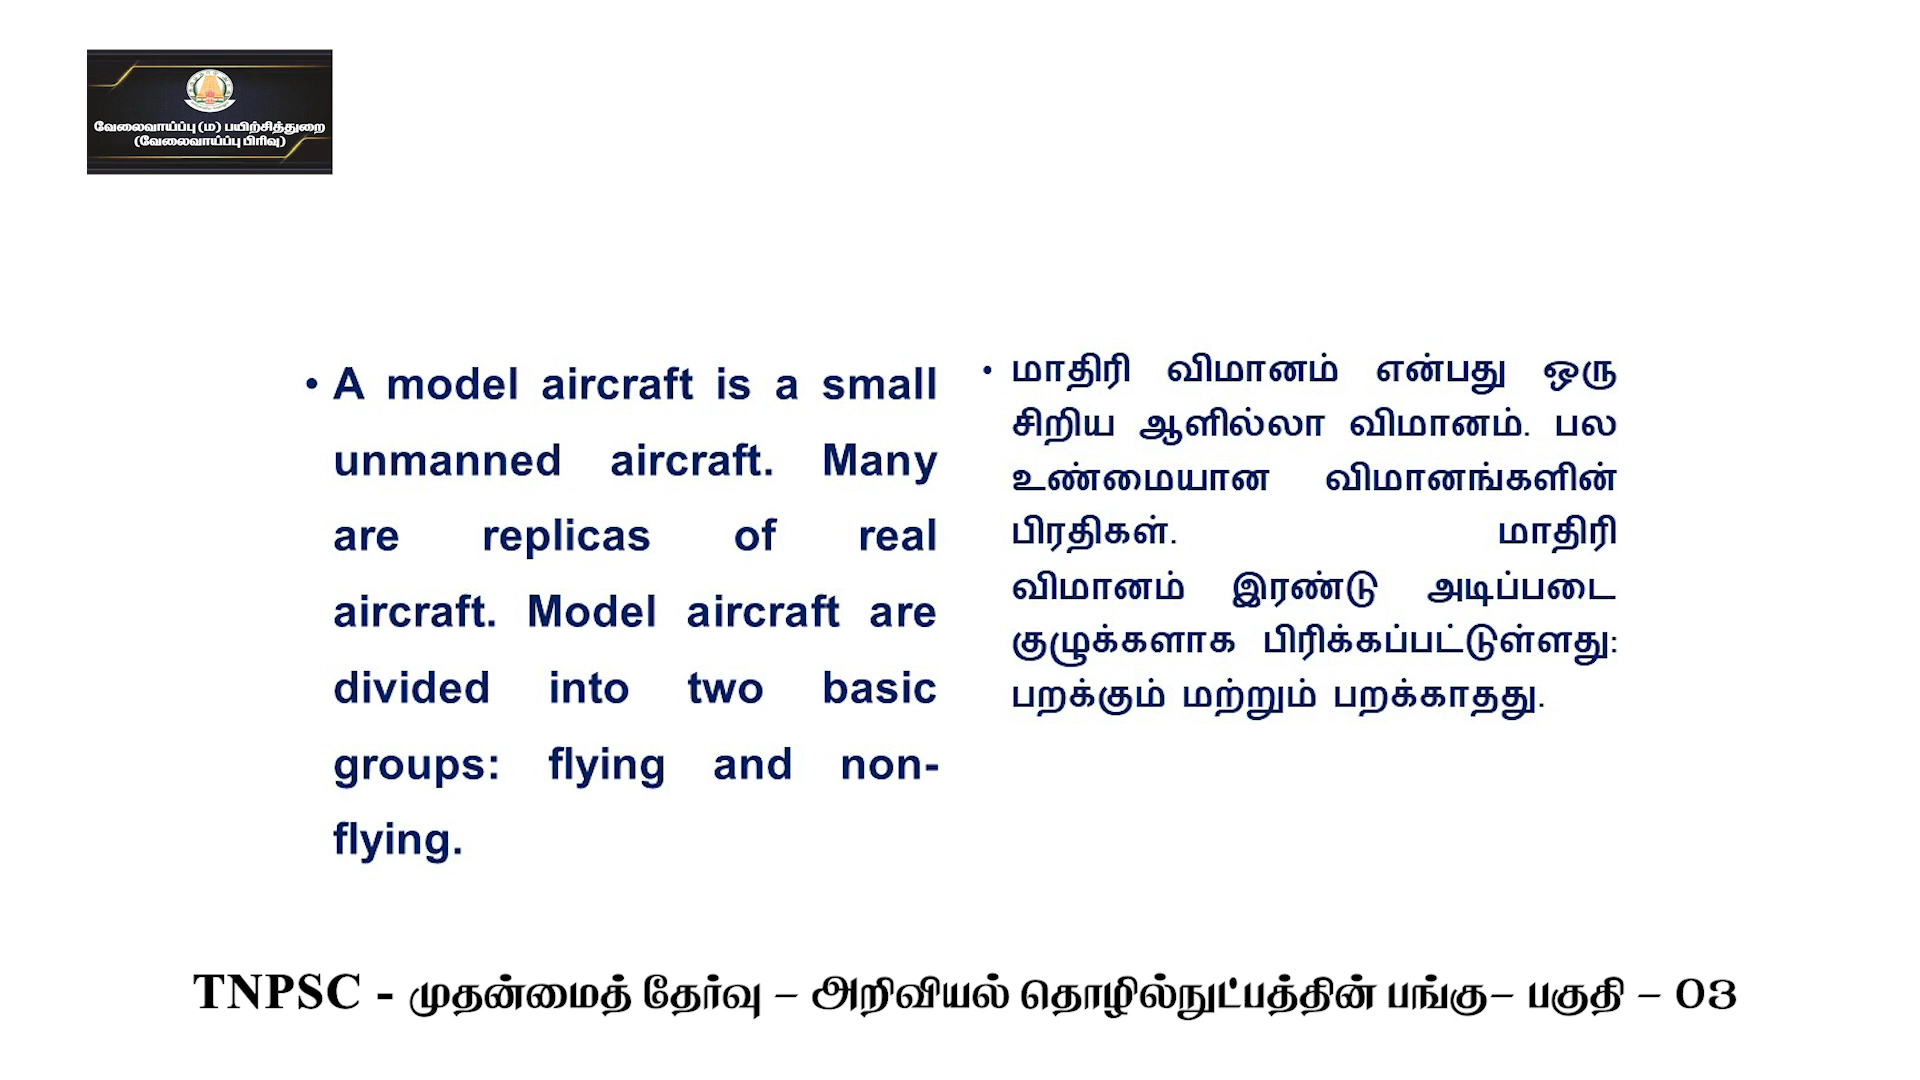 வேலைவாய்ப்பு (ம) பயிற்சித்துறை
(வேலைவாய்ப்பு பிரிவு)
• A model aircraft is a small
unmanned aircraft. Many
are replicas of real
aircraft. Model aircraft are
divided into two basic
groups: flying and non-
flying.
• மாதிரி விமானம் என்பது ஒரு
சிறிய ஆளில்லா விமானம். பல
உண்மையான விமானங்களின்
பிரதிகள். மாதிரி
விமானம் இரண்டு அடிப்படை
குழுக்களாக பிரிக்கப்பட்டுள்ளது:
பறக்கும் மற்றும் பறக்காதது.
TNPSC - முதன்மைத் தேர்வு – அறிவியல் தொழில்நுட்பத்தின் பங்கு– பகுதி – 03